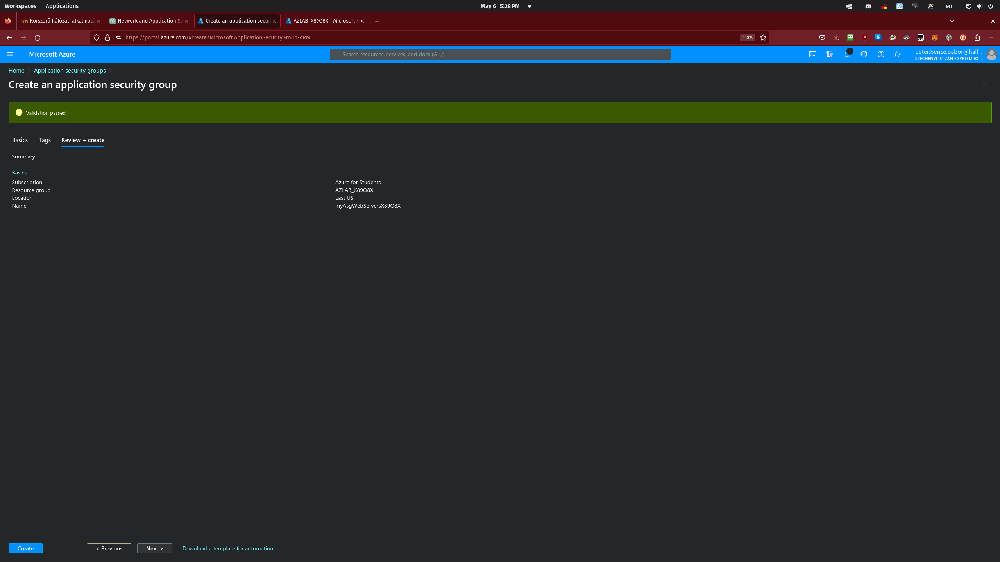 Workspaces Applications May 6 5:28 PM en
Korszerű hálózati alkalmazá Network and Application Se Create an application securi AZLAB_X89O8X - Microsoft A
https://portal.azure.com/#create/Microsoft.ApplicationSecurityGroup-ARM 110%
Microsoft Azure Search resources, services, and docs (G+/) 1 peter.bence.gabor@hall...
SZÉCHENYI ISTVÁN EGYETEM (O...
Home Application security groups
Create an application security group
Validation passed
Basics Tags Review + create
Summary
Basics
Subscription Azure for Students
Resource group AZLAB_X89O8X
Location East US
Name myAsgWebServersX89O8X
Create < Previous Next > Download a template for automation